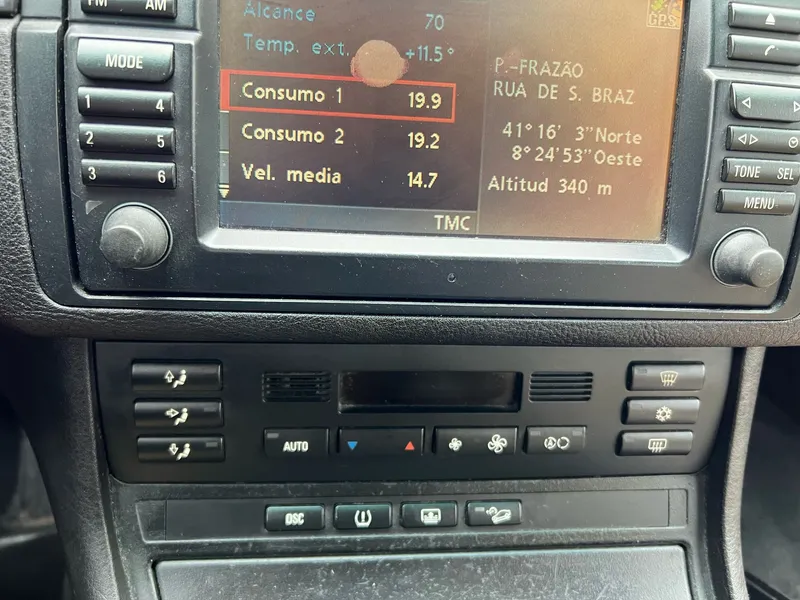 FM AM
MODE
1 4
2 5
3 6
Alcance 70
Temp. ext. +11.5°
Consumo 1 19.9
Consumo 2 19.2
Vel. media 14.7
TMC
GPS
P.-FRAZÃO
RUA DE S. BRAZ
41°16' 3"Norte
8°24'53"Oeste
Altitud 340 m
TONE SEL
MENU
AUTO
DSC